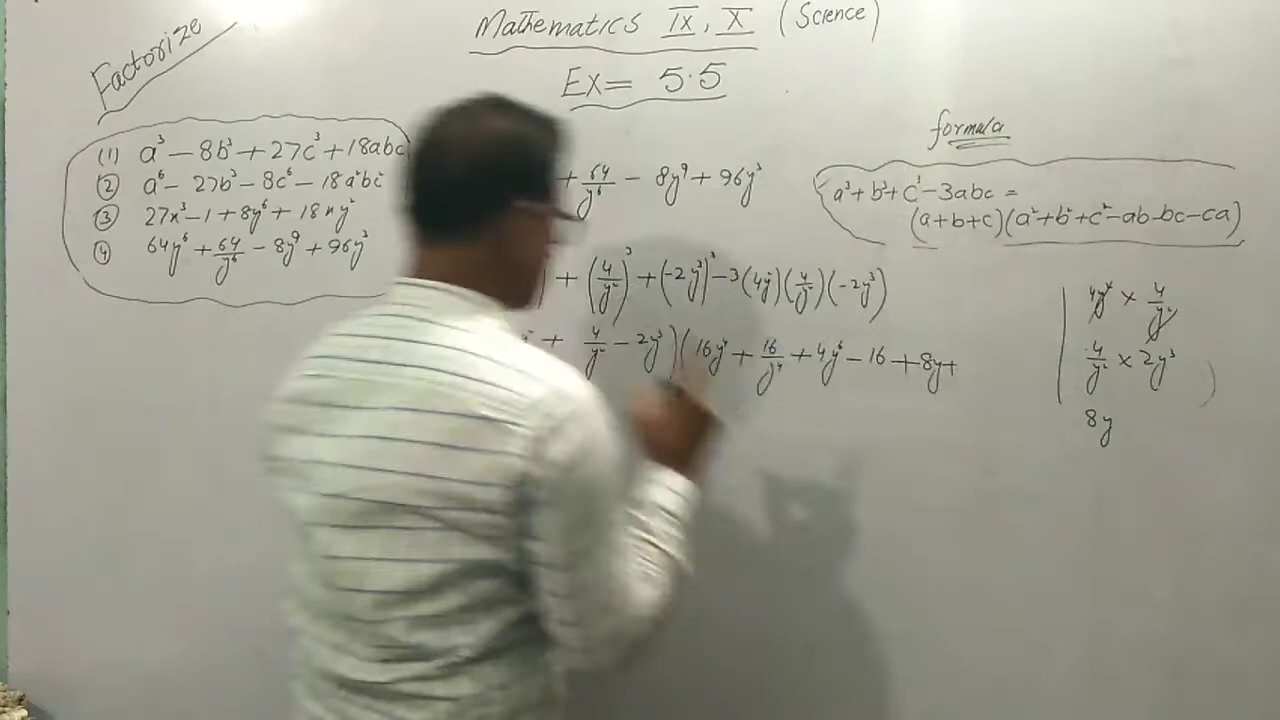 Factorize
Mathematics IX, X (Science)
Ex = 5.5
(1) a³ – 8b³ + 27c³ + 18abc
(2) a⁶ – 27b³ – 8c⁶ – 18a²bc²
(3) 27x³ – 1 + 8y⁶ + 18xy²
(4) 64y⁶ + 64/y⁶ – 8y⁹ + 96y³
+ 64/y⁶ – 8y⁹ + 96y³
) + (4/y²)³ + (-2y³)³ – 3(4y²)(4/y²)(-2y³)
+ 4/y² – 2y³)(16y⁴ + 16/y⁴ + 4y⁶ – 16 + 8y +
formula
a³ + b³ + c³ – 3abc =
(a+b+c)(a²+b²+c²–ab–bc–ca)
4y² × 4/y²
4/y² × 2y³
8y
)